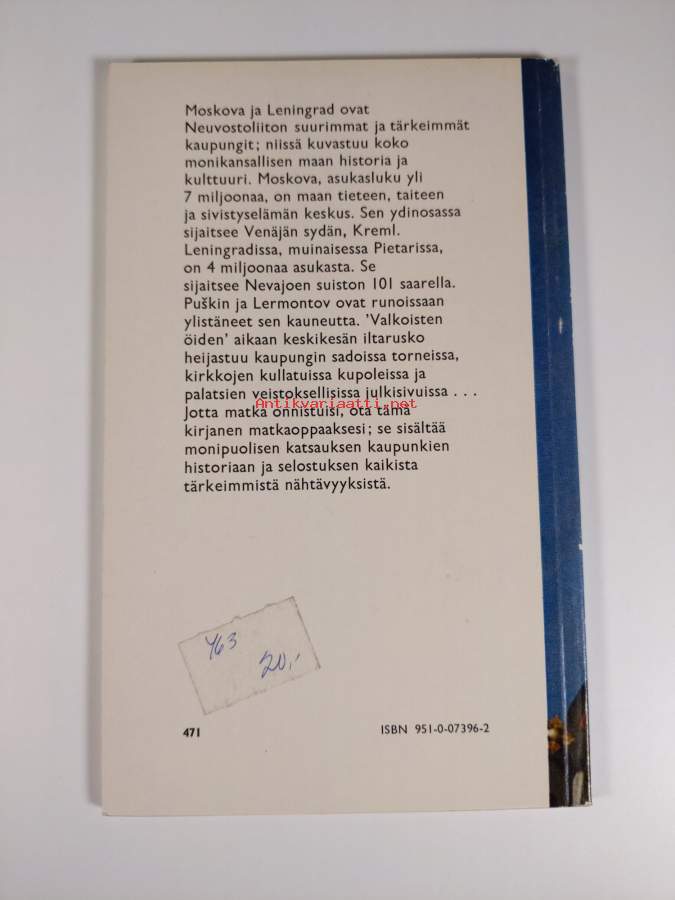 Moskova ja Leningrad ovat
Neuvostoliiton suurimmat ja tärkeimmät
kaupungit; niissä kuvastuu koko
monikansallisen maan historia ja
kulttuuri. Moskova, asukasluku yli
7 miljoonaa, on maan tieteen, taiteen
ja sivistyselämän keskus. Sen ydinosassa
sijaitsee Venäjän sydän, Kreml.
Leningradissa, muinaisessa Pietarissa,
on 4 miljoonaa asukasta. Se
sijaitsee Nevajoen suiston 101 saarella.
Puškin ja Lermontov ovat runoissaan
ylistäneet sen kauneutta. 'Valkoisten
öiden' aikaan keskikesän iltarusko
heijastuu kaupungin sadoissa torneissa,
kirkkojen kullatuissa kupoleissa ja
palatsien veistoksellisissa julkisivuissa . . .
Antikvariaatti.net
Jotta matka onnistuisi, ota tämä
kirjanen matkaoppaaksesi; se sisältää
monipuolisen katsauksen kaupunkien
historiaan ja selostuksen kaikista
tärkeimmistä nähtävyyksistä.
463
20,-
471 ISBN 951-0-07396-2